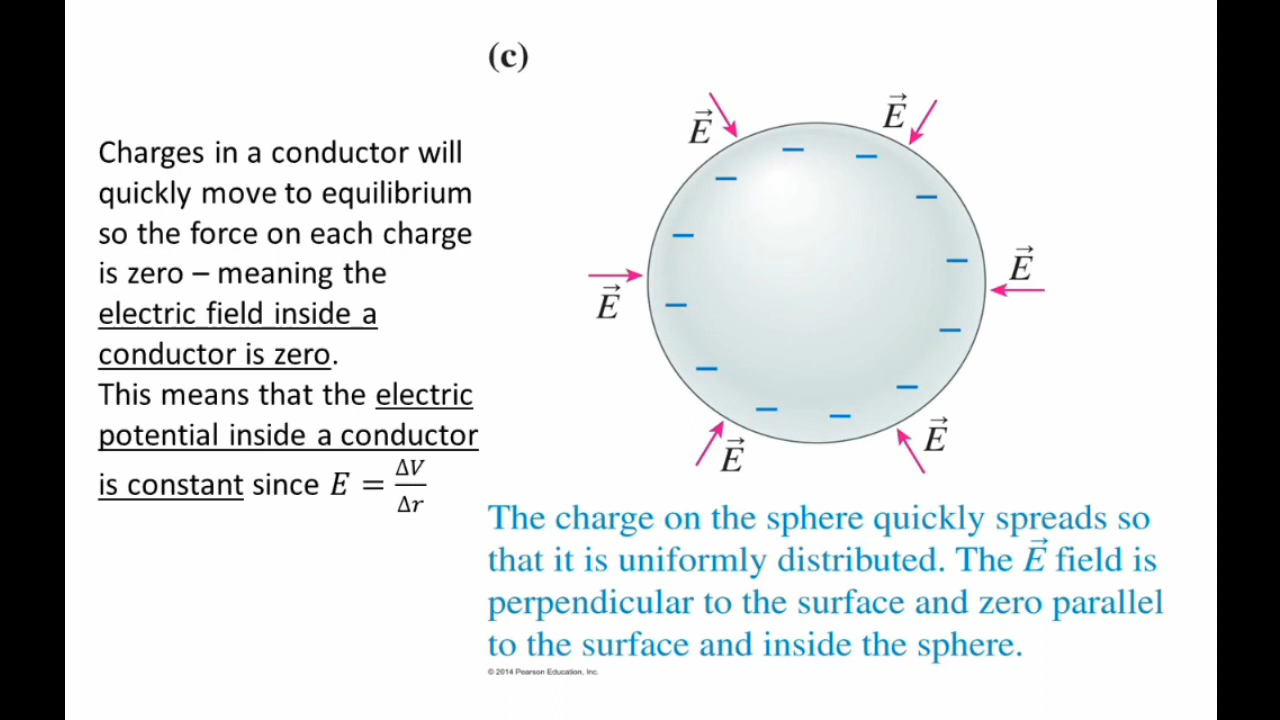 (c)
Charges in a conductor will
quickly move to equilibrium
so the force on each charge
is zero – meaning the
electric field inside a
conductor is zero.
This means that the electric
potential inside a conductor
is constant since E = ΔV/Δr
E⃗
E⃗
E⃗
E⃗
E⃗
E⃗
The charge on the sphere quickly spreads so
that it is uniformly distributed. The E⃗ field is
perpendicular to the surface and zero parallel
to the surface and inside the sphere.
© 2014 Pearson Education, Inc.